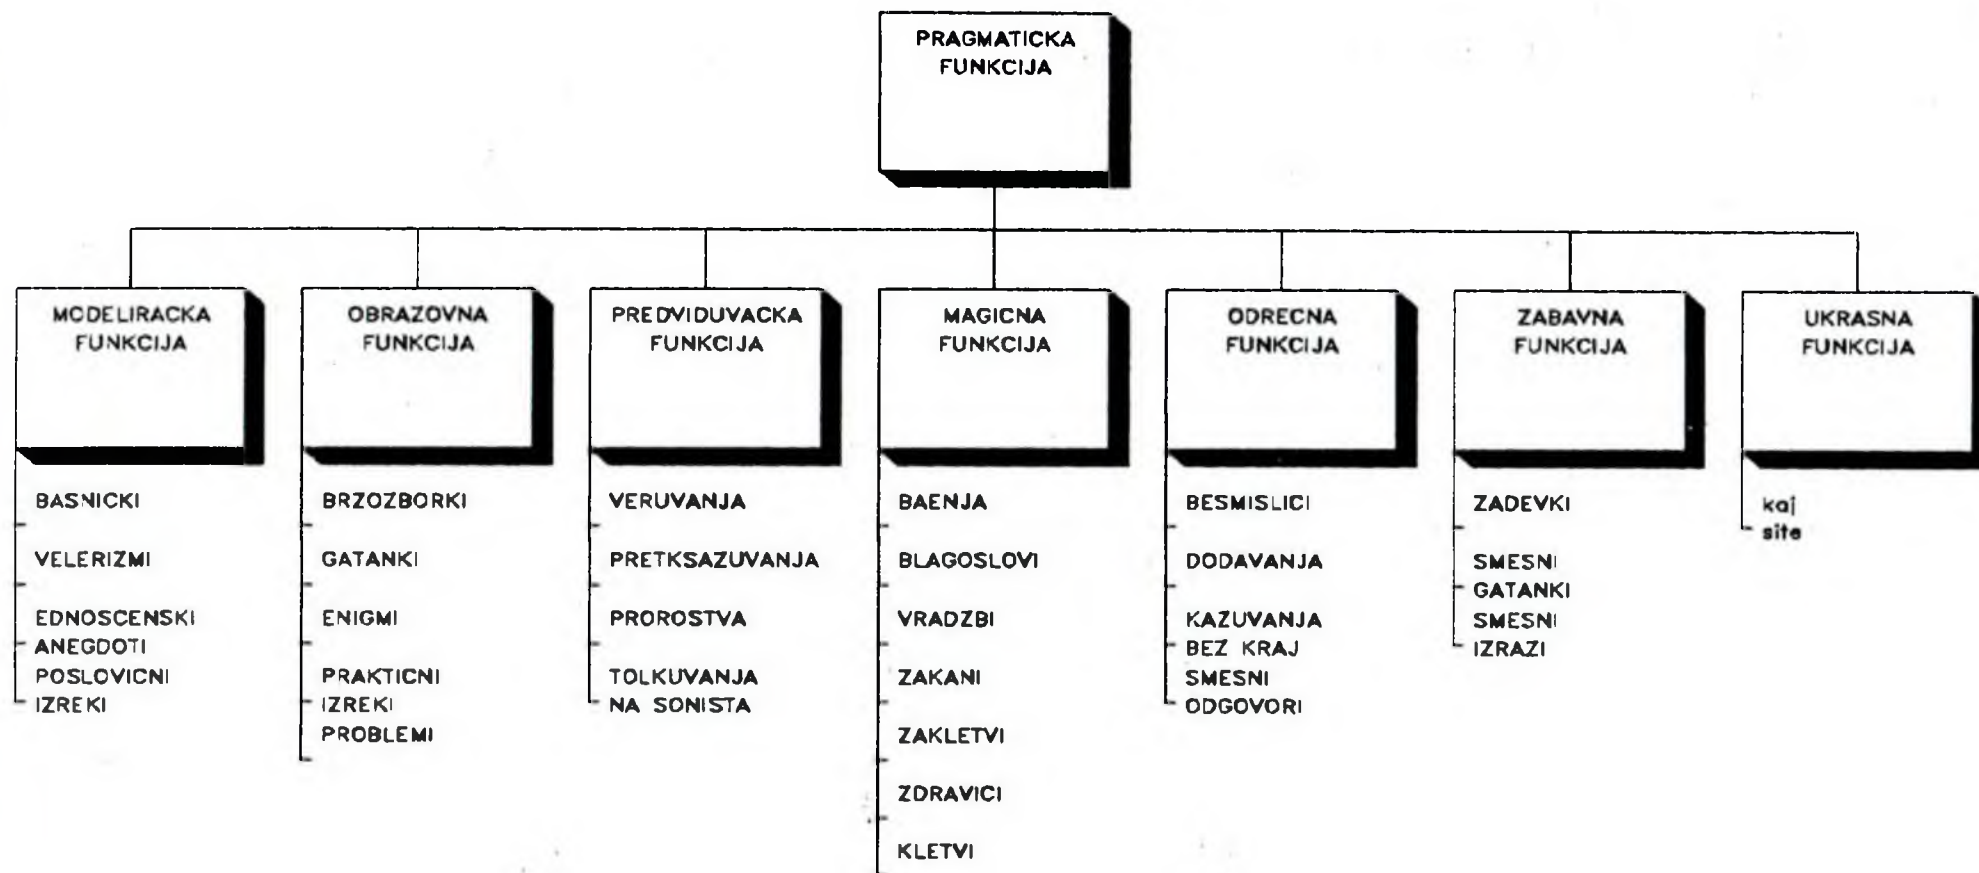 PRAGMATICKA
FUNKCIJA
MODELIRACKA
FUNKCIJA
BASNICKI
VELERIZMI
EDNOSCENSKI
ANEGDOTI
POSLOVICNI
IZREKI
OBRAZOVNA
FUNKCIJA
BRZOZBORKI
GATANKI
ENIGMI
PRAKTICNI
IZREKI
PROBLEMI
PREDVIDUVACKA
FUNKCIJA
VERUVANJA
PRETKSAZUVANJA
PROROSTVA
TOLKUVANJA
NA SONISTA
MAGICNA
FUNKCIJA
BAENJA
BLAGOSLOVI
VRADZBI
ZAKANI
ZAKLETVI
ZDRAVICI
KLETVI
ODRECNA
FUNKCIJA
BESMISLICI
DODAVANJA
KAZUVANJA
BEZ KRAJ
SMESNI
ODGOVORI
ZABAVNA
FUNKCIJA
ZADEVKI
SMESNI
GATANKI
SMESNI
IZRAZI
UKRASNA
FUNKCIJA
kaj
site